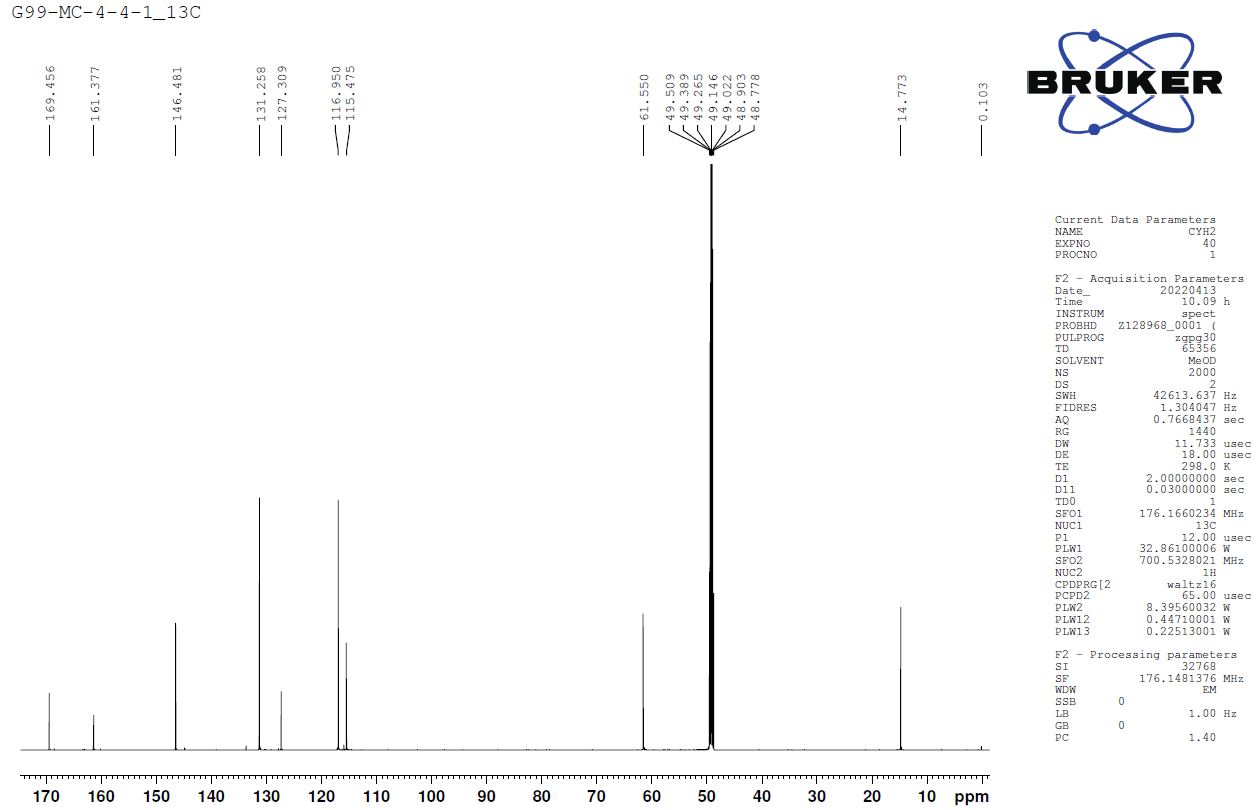 G99-MC-4-4-1_13C
169.456
161.377
146.481
131.258
127.309
116.950
115.475
61.550
49.509
49.389
49.265
49.146
49.022
48.903
48.778
14.773
0.103
BRUKER
Current Data Parameters
NAME CYH2
EXPNO 40
PROCNO 1
F2 - Acquisition Parameters
Date_ 20220413
Time 10.09 h
INSTRUM spect
PROBHD Z128968_0001 (
PULPROG zgpg30
TD 65356
SOLVENT MeOD
NS 2000
DS 2
SWH 42613.637 Hz
FIDRES 1.304047 Hz
AQ 0.7668437 sec
RG 1440
DW 11.733 usec
DE 18.00 usec
TE 298.0 K
D1 2.00000000 sec
D11 0.03000000 sec
TD0 1
SFO1 176.1660234 MHz
NUC1 13C
P1 12.00 usec
PLW1 32.86100006 W
SFO2 700.5328021 MHz
NUC2 1H
CPDPRG[2 waltz16
PCPD2 65.00 usec
PLW2 8.39560032 W
PLW12 0.44710001 W
PLW13 0.22513001 W
F2 - Processing parameters
SI 32768
SF 176.1481376 MHz
WDW EM
SSB 0
LB 1.00 Hz
GB 0
PC 1.40
170 160 150 140 130 120 110 100 90 80 70 60 50 40 30 20 10 ppm